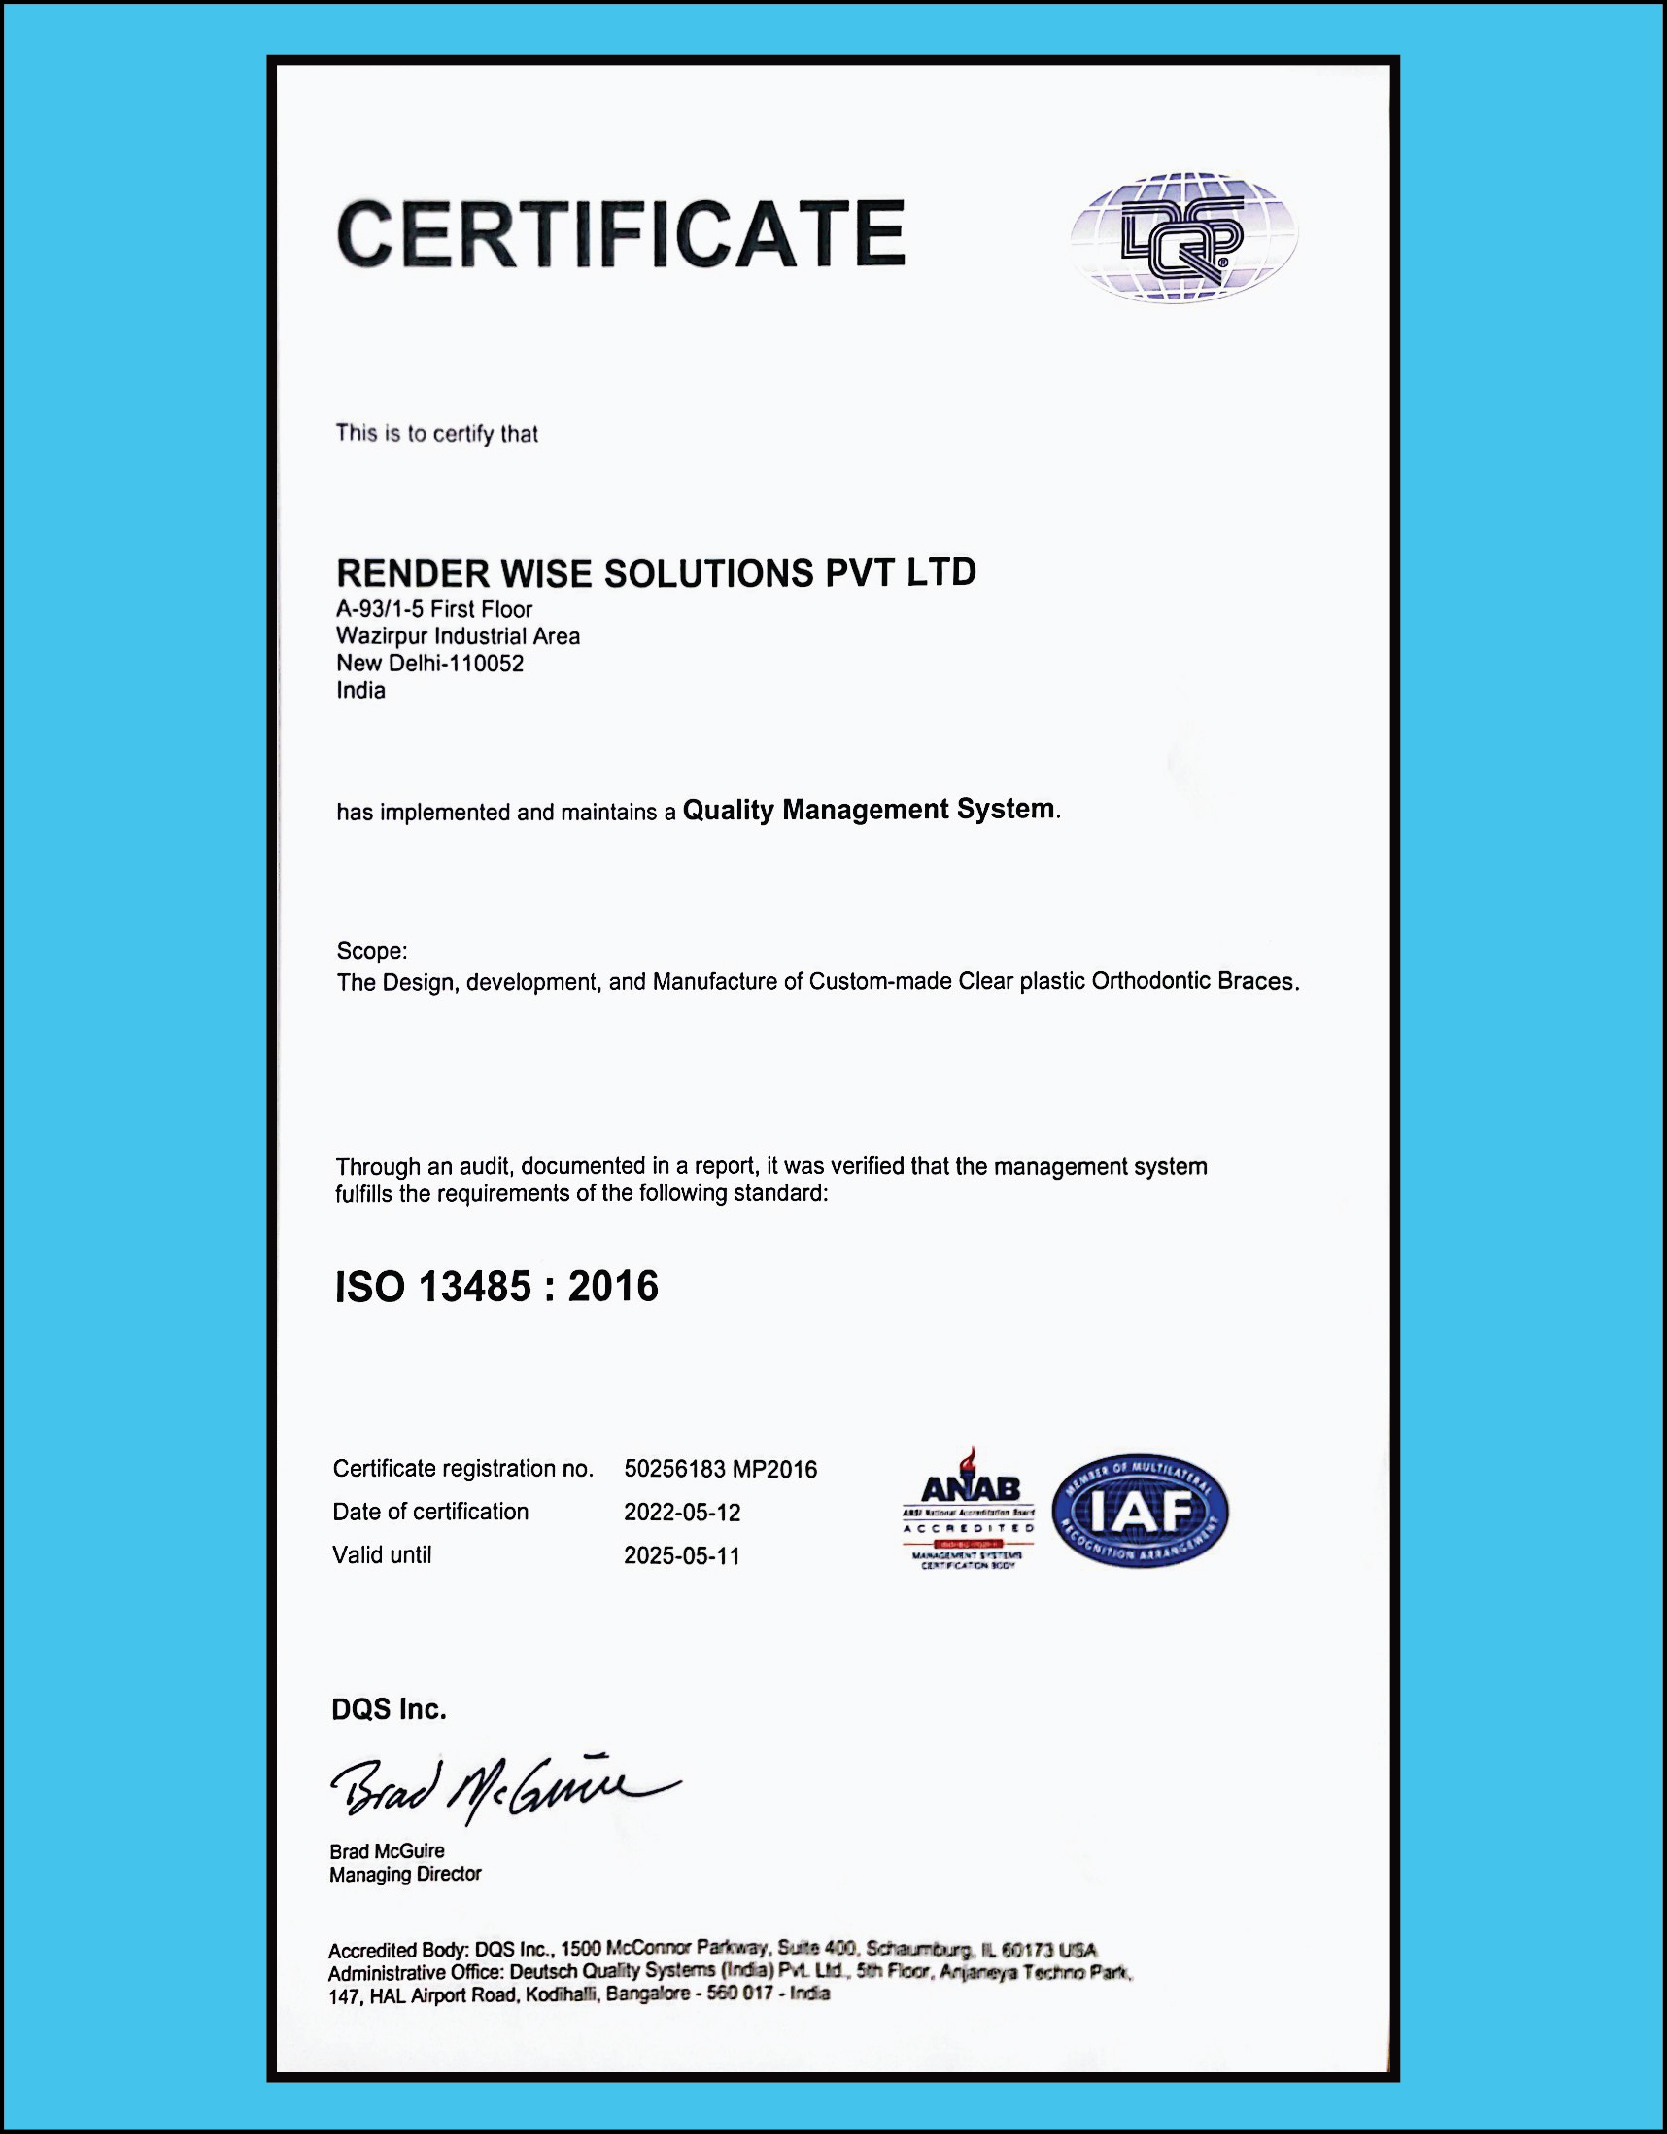 CERTIFICATE
DQS
®
This is to certify that
RENDER WISE SOLUTIONS PVT LTD
A-93/1-5 First Floor
Wazirpur Industrial Area
New Delhi-110052
India
has implemented and maintains a Quality Management System.
Scope:
The Design, development, and Manufacture of Custom-made Clear plastic Orthodontic Braces.
Through an audit, documented in a report, it was verified that the management system
fulfills the requirements of the following standard:
ISO 13485 : 2016
Certificate registration no. 50256183 MP2016
Date of certification 2022-05-12
Valid until 2025-05-11
ANAB
ANSI National Accreditation Board
ACCREDITED
MANAGEMENT SYSTEMS
CERTIFICATION BODY
MEMBER OF MULTILATERAL
IAF
RECOGNITION ARRANGEMENT
DQS Inc.
Brad McGuire
Brad McGuire
Managing Director
Accredited Body: DQS Inc., 1500 McConnor Parkway, Suite 400, Schaumburg, IL 60173 USA
Administrative Office: Deutsch Quality Systems (India) Pvt. Ltd., 5th Floor, Anjaneya Techno Park,
147, HAL Airport Road, Kodihalli, Bangalore - 560 017 - India